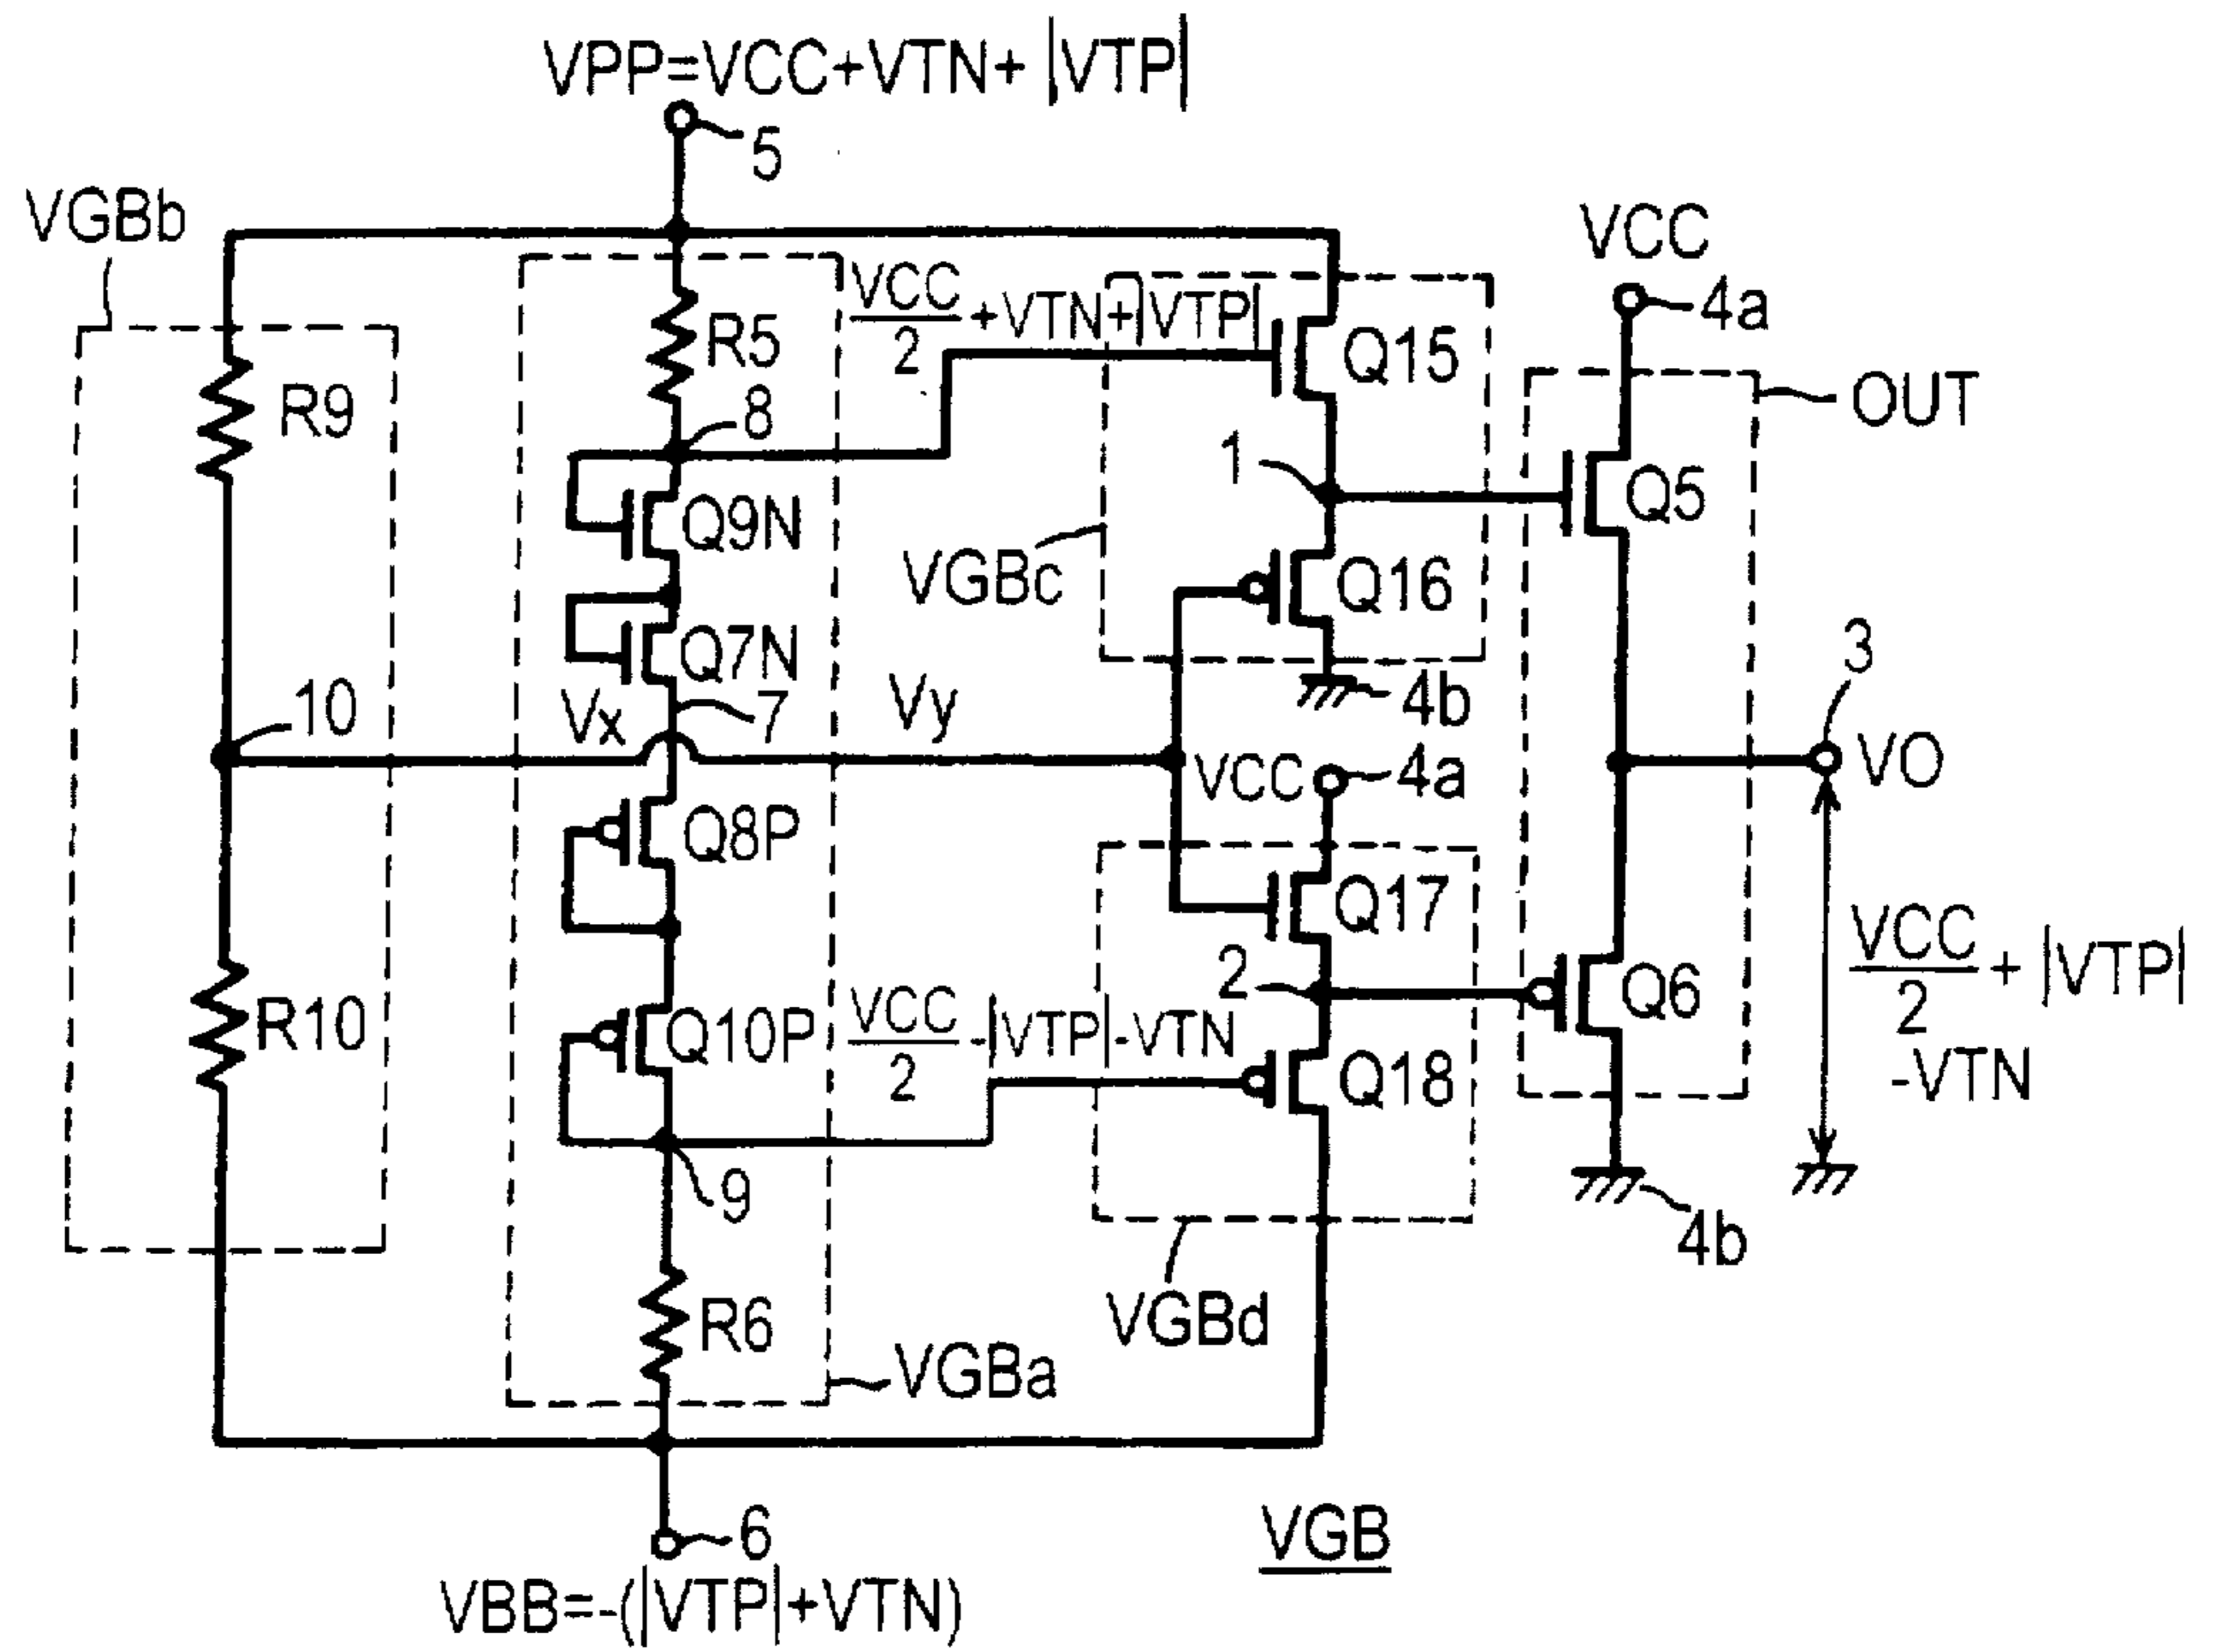 VPP=VCC+VTN+|VTP|
5
VGBb
VCC
4a
VCC/2 +VTN+|VTP|
R5
Q15
R9
8
OUT
1
Q9N
Q5
VGBc
Q16
Q7N
3
10
Vx
7
Vy
4b
VCC
4a
VO
Q8P
Q17
2
VCC/2 + |VTP|
-VTN
R10
Q10P
VCC/2 -|VTP|-VTN
Q6
Q18
9
4b
R6
VGBd
VGBa
6
VGB
VBB=-(|VTP|+VTN)